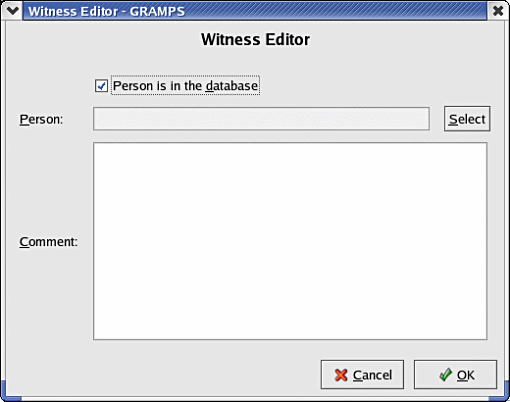 Witness Editor - GRAMPS
Witness Editor
Person is in the database
Person: Select
Comment:
Cancel OK